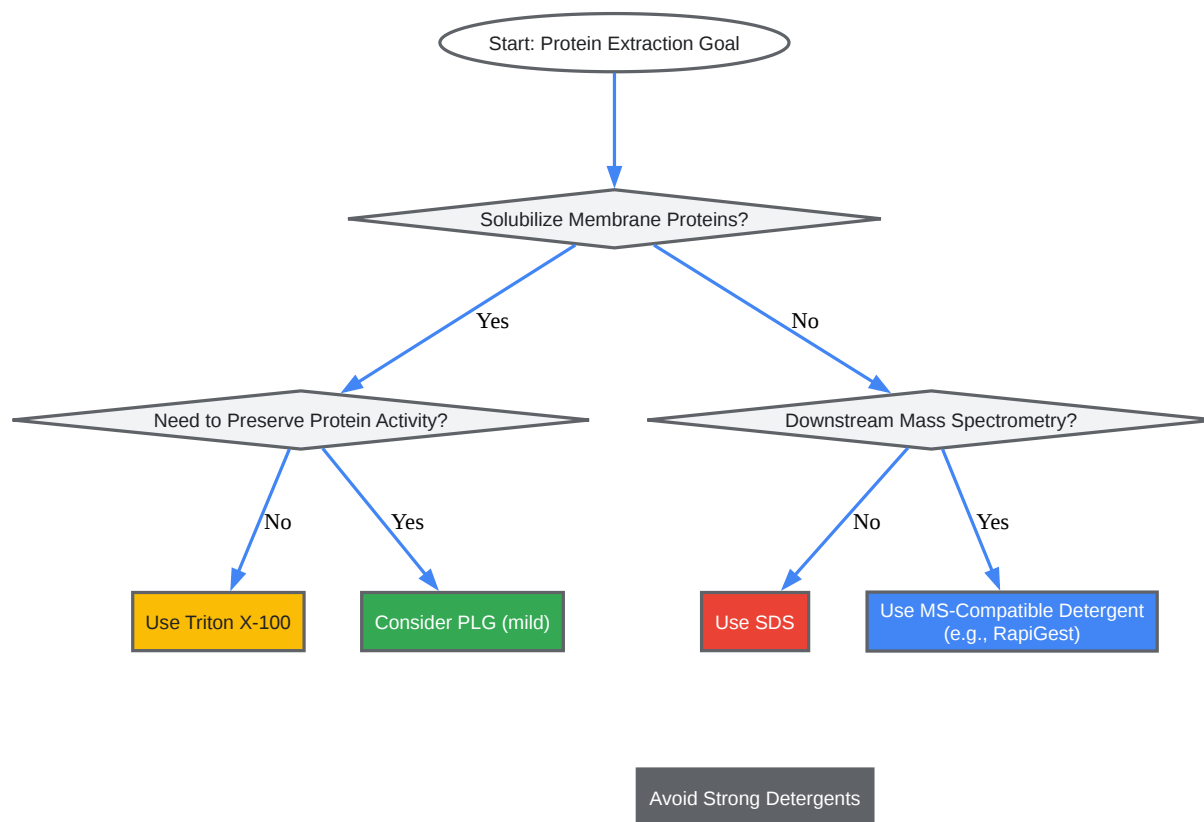 Start: Protein Extraction Goal
Solubilize Membrane Proteins?
Yes
No
Need to Preserve Protein Activity?
Downstream Mass Spectrometry?
No
Yes
No
Yes
Use Triton X-100
Consider PLG (mild)
Use SDS
Use MS-Compatible Detergent
(e.g., RapiGest)
Avoid Strong Detergents